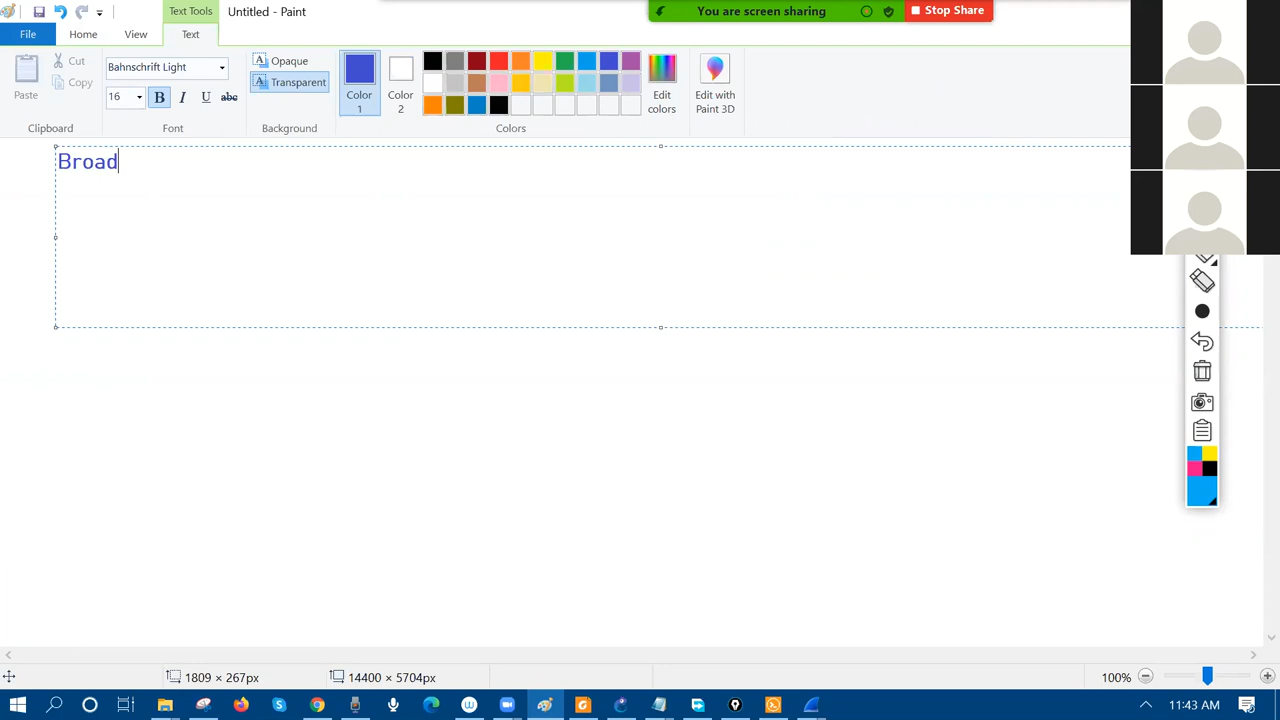 Text Tools
Untitled - Paint
You are screen sharing
Stop Share
File
Home
View
Text
Paste
Cut
Copy
Clipboard
Bahnschrift Light
16
B
I
U
abc
Font
A Opaque
A Transparent
Background
Color 1
Color 2
Edit colors
Colors
Edit with Paint 3D
Broad
1809 × 267px
14400 × 5704px
100%
W
11:43 AM